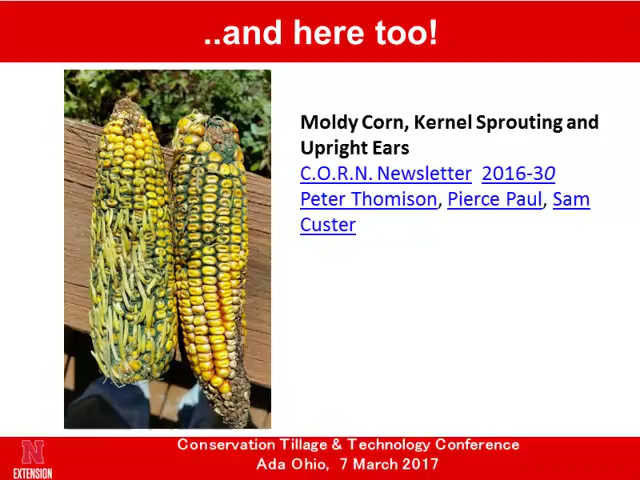 ..and here too!
Moldy Corn, Kernel Sprouting and
Upright Ears
C.O.R.N. Newsletter 2016-30
Peter Thomison, Pierce Paul, Sam
Custer
Conservation Tillage & Technology Conference
Ada Ohio, 7 March 2017
N
EXTENSION